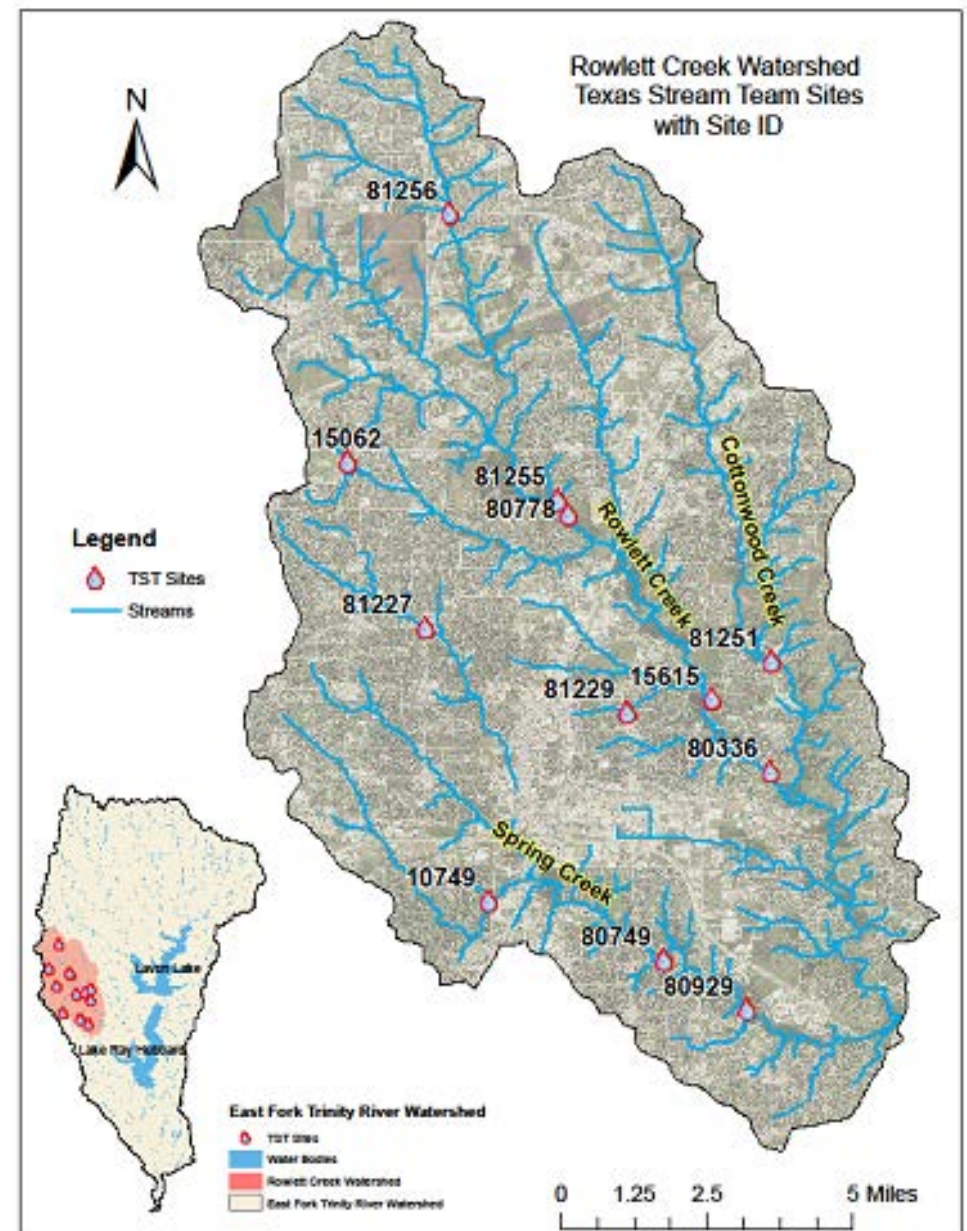 Rowlett Creek Watershed
Texas Stream Team Sites
with Site ID
N
81256
15062
81255
80778
Rowlett Creek
Cottonwood Creek
Legend
TST Sites
Streams
81227
81251
15615
81229
80336
Spring Creek
10749
80749
80929
Lavon Lake
Lake Ray Hubbard
East Fork Trinity River Watershed
TST Sites
Water Bodies
Rowlett Creek Watershed
East Fork Trinity River Watershed
0 1.25 2.5 5 Miles